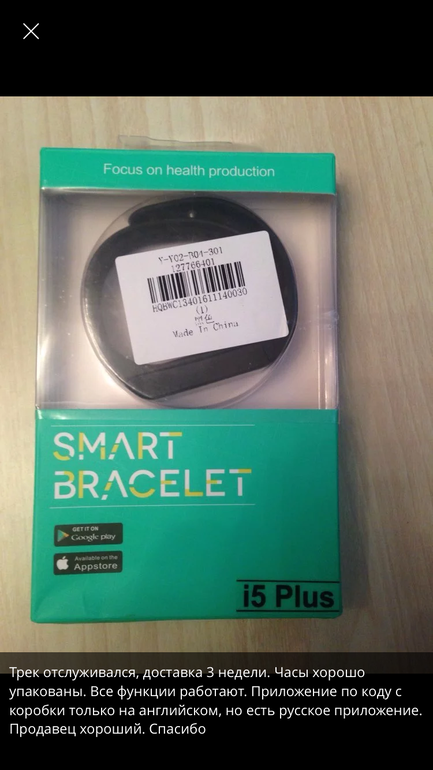 Focus on health production
Y-Y02-B04-301
127766401
HQBWC13401611140030
(1)
Made In China
SMART
BRACELET
GET IT ON
Google play
Available on the
Appstore
i5 Plus
Трек отслуживался, доставка 3 недели. Часы хорошо
упакованы. Все функции работают. Приложение по коду с
коробки только на английском, но есть русское приложение.
Продавец хороший. Спасибо